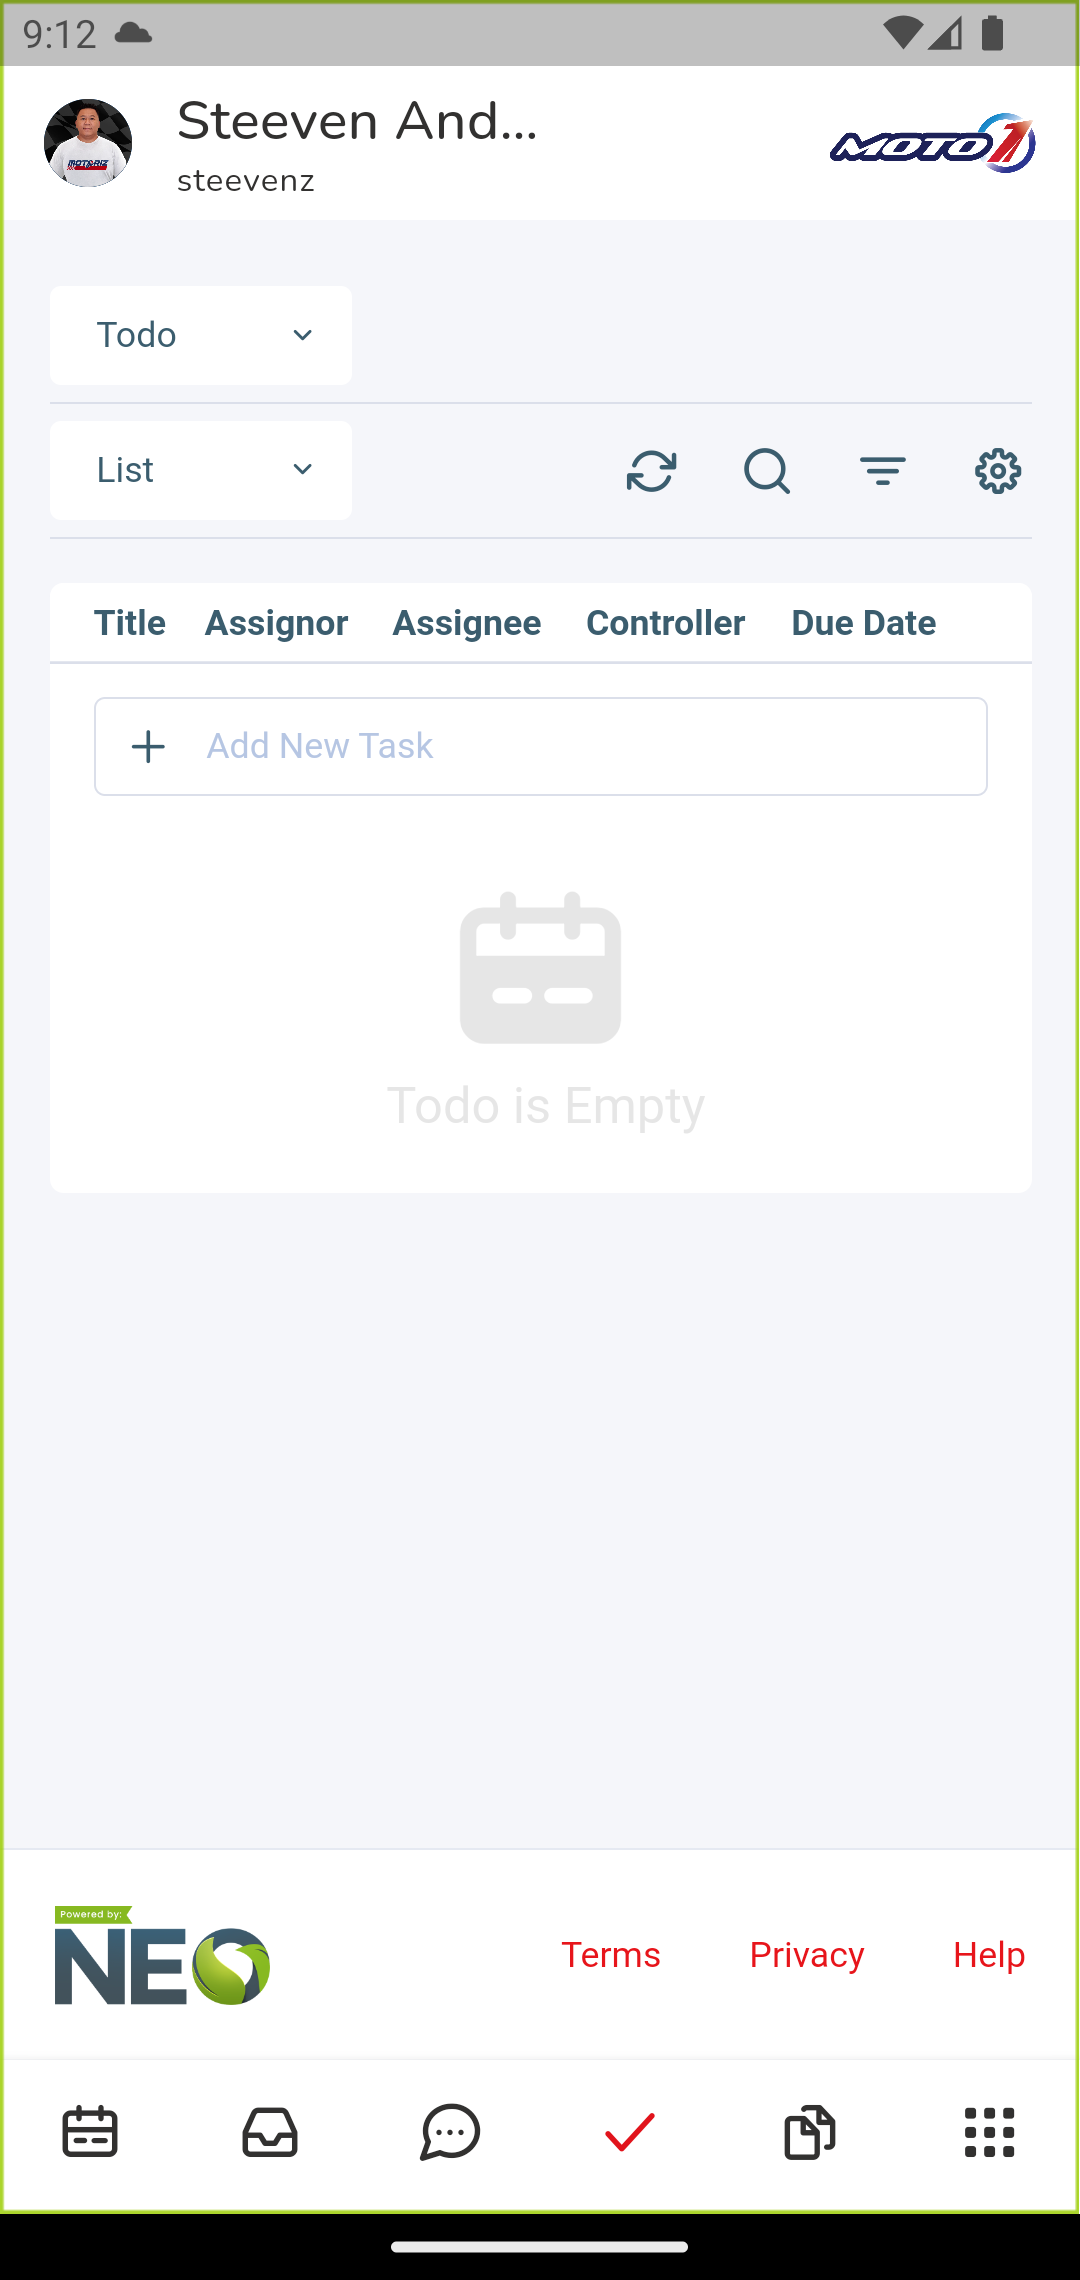 9:12
Steeven And...
steevenz
MOTO1
Todo
List
Title Assignor Assignee Controller Due Date
Add New Task
Todo is Empty
Powered by:
NEO
Terms Privacy Help